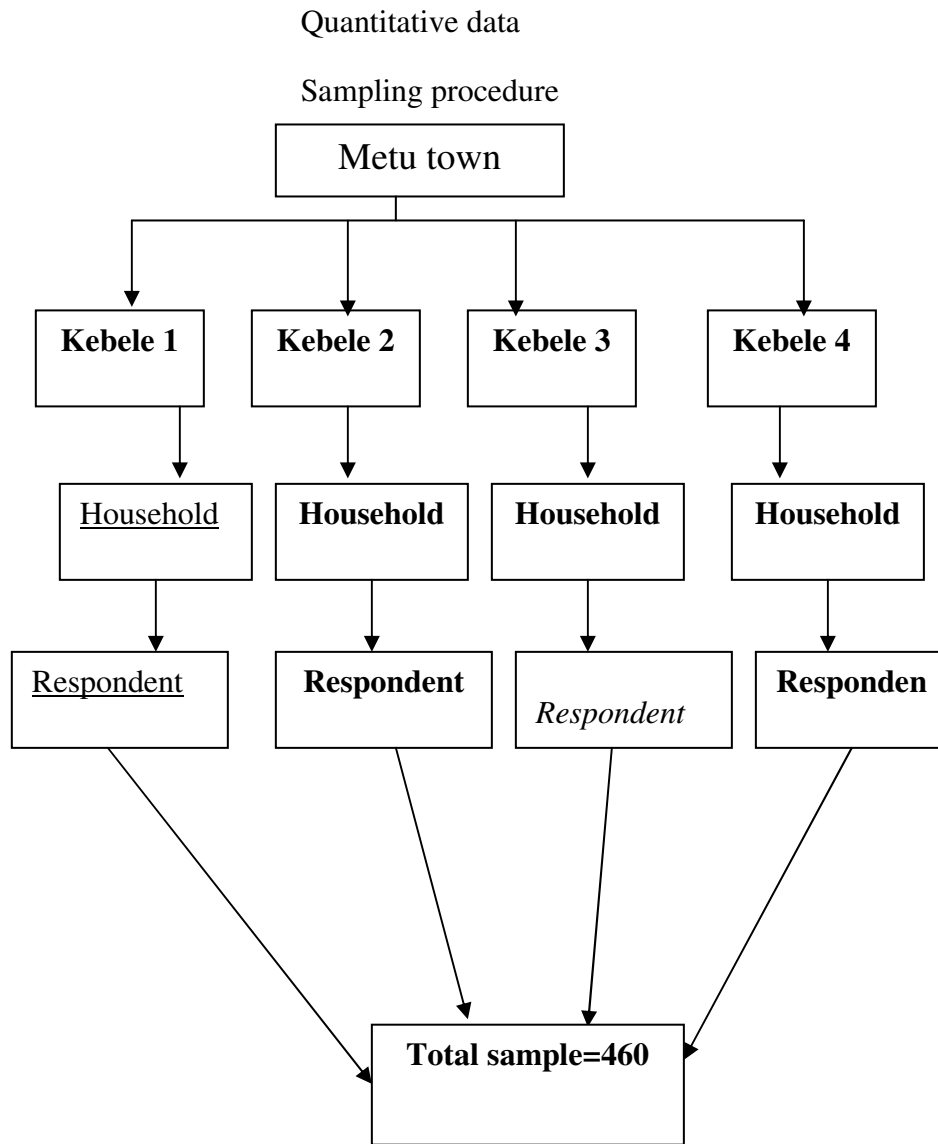 Quantitative data
Sampling procedure
Metu town
Kebele 1
Kebele 2
Kebele 3
Kebele 4
Household
Household
Household
Household
Respondent
Respondent
Respondent
Responden
Total sample=460